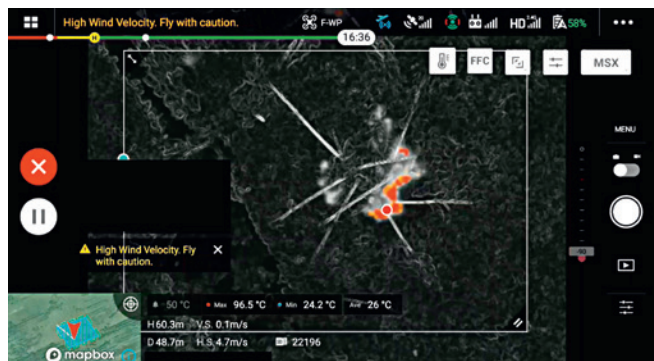 High Wind Velocity. Fly with caution.
F-WP
HD
58%
H
16:36
FFC
MSX
MENU
High Wind Velocity. Fly
with caution.
-90
-50 °C
Max 96.5 °C
Min 24.2 °C
Ave 26 °C
H 60.3m V.S. 0.1m/s
D 48.7m H.S. 4.7m/s 22196
mapbox